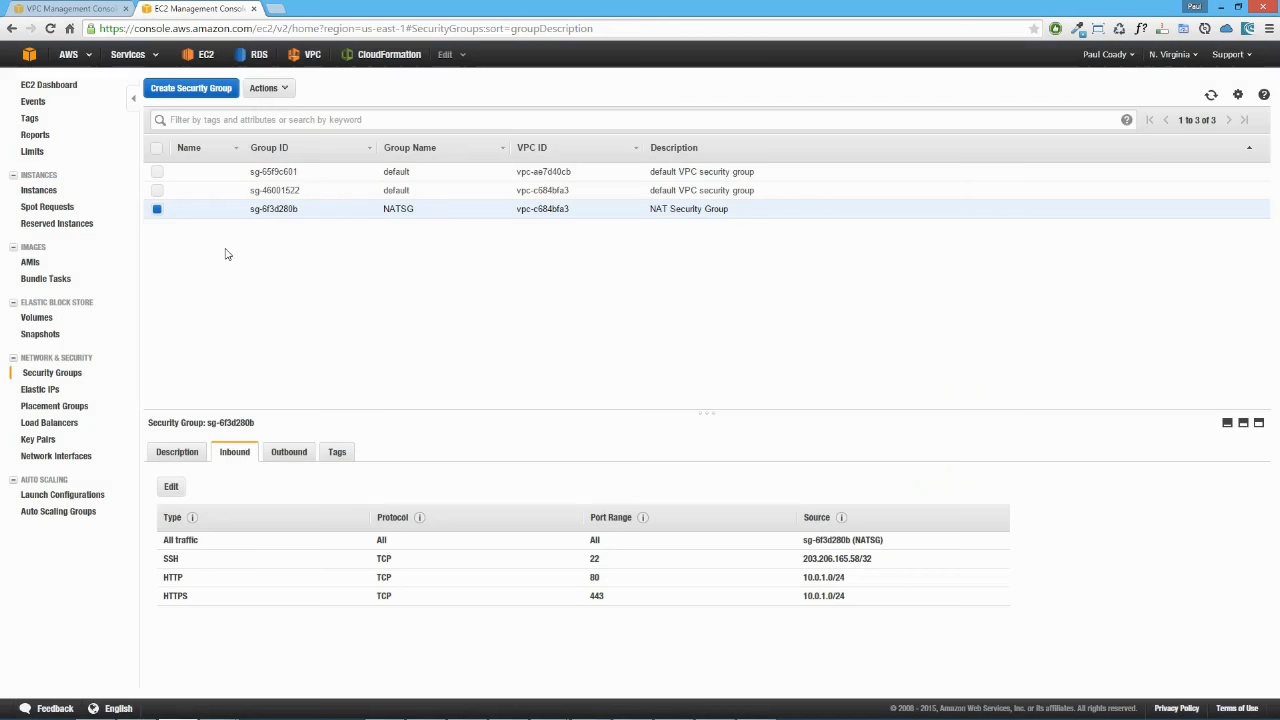 VPC Management Consol
EC2 Management Consol
Paul
https://console.aws.amazon.com/ec2/v2/home?region=us-east-1#SecurityGroups:sort=groupDescription
AWS Services EC2 RDS VPC CloudFormation Edit Paul Coady N. Virginia Support
EC2 Dashboard
Events
Tags
Reports
Limits
INSTANCES
Instances
Spot Requests
Reserved Instances
IMAGES
AMIs
Bundle Tasks
ELASTIC BLOCK STORE
Volumes
Snapshots
NETWORK & SECURITY
Security Groups
Elastic IPs
Placement Groups
Load Balancers
Key Pairs
Network Interfaces
AUTO SCALING
Launch Configurations
Auto Scaling Groups
Create Security Group Actions
Filter by tags and attributes or search by keyword
1 to 3 of 3
Name Group ID Group Name VPC ID Description
sg-65f9c601 default vpc-ae7d40cb default VPC security group
sg-46001522 default vpc-c684bfa3 default VPC security group
sg-6f3d280b NATSG vpc-c684bfa3 NAT Security Group
Security Group: sg-6f3d280b
Description Inbound Outbound Tags
Edit
Type Protocol Port Range Source
All traffic All All sg-6f3d280b (NATSG)
SSH TCP 22 203.206.165.58/32
HTTP TCP 80 10.0.1.0/24
HTTPS TCP 443 10.0.1.0/24
Feedback English © 2008 - 2015, Amazon Web Services, Inc. or its affiliates. All rights reserved. Privacy Policy Terms of Use